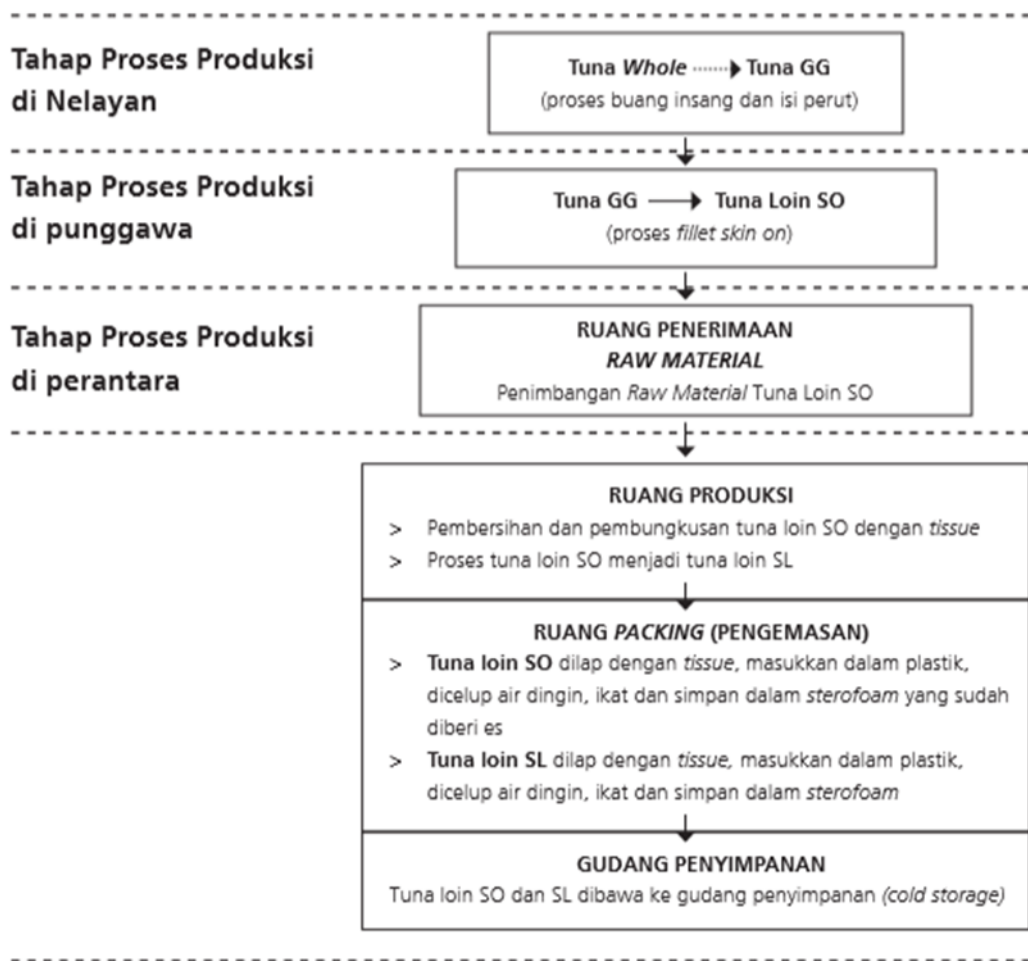 Tahap Proses Produksi
di Nelayan
Tuna Whole ⋯▶ Tuna GG
(proses buang insang dan isi perut)
Tahap Proses Produksi
di punggawa
Tuna GG → Tuna Loin SO
(proses fillet skin on)
Tahap Proses Produksi
di perantara
RUANG PENERIMAAN
RAW MATERIAL
Penimbangan Raw Material Tuna Loin SO
RUANG PRODUKSI
> Pembersihan dan pembungkusan tuna loin SO dengan tissue
> Proses tuna loin SO menjadi tuna loin SL
RUANG PACKING (PENGEMASAN)
> Tuna loin SO dilap dengan tissue, masukkan dalam plastik,
dicelup air dingin, ikat dan simpan dalam sterofoam yang sudah
diberi es
> Tuna loin SL dilap dengan tissue, masukkan dalam plastik,
dicelup air dingin, ikat dan simpan dalam sterofoam
GUDANG PENYIMPANAN
Tuna loin SO dan SL dibawa ke gudang penyimpanan (cold storage)